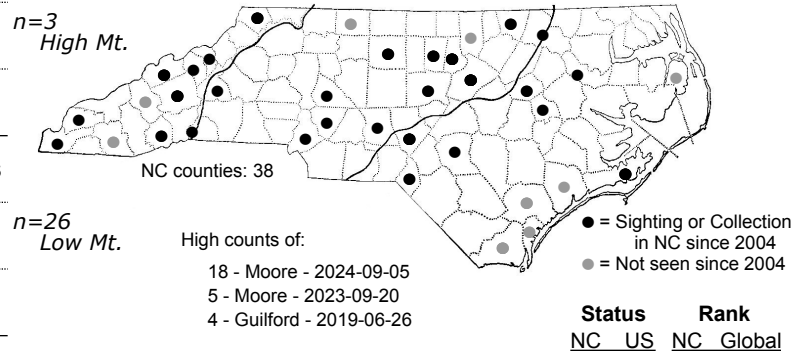 n=3
High Mt.
NC counties: 38
n=26
Low Mt.
High counts of:
18 - Moore - 2024-09-05
5 - Moore - 2023-09-20
4 - Guilford - 2019-06-26
= Sighting or Collection
in NC since 2004
= Not seen since 2004
Status Rank
NC US NC Global